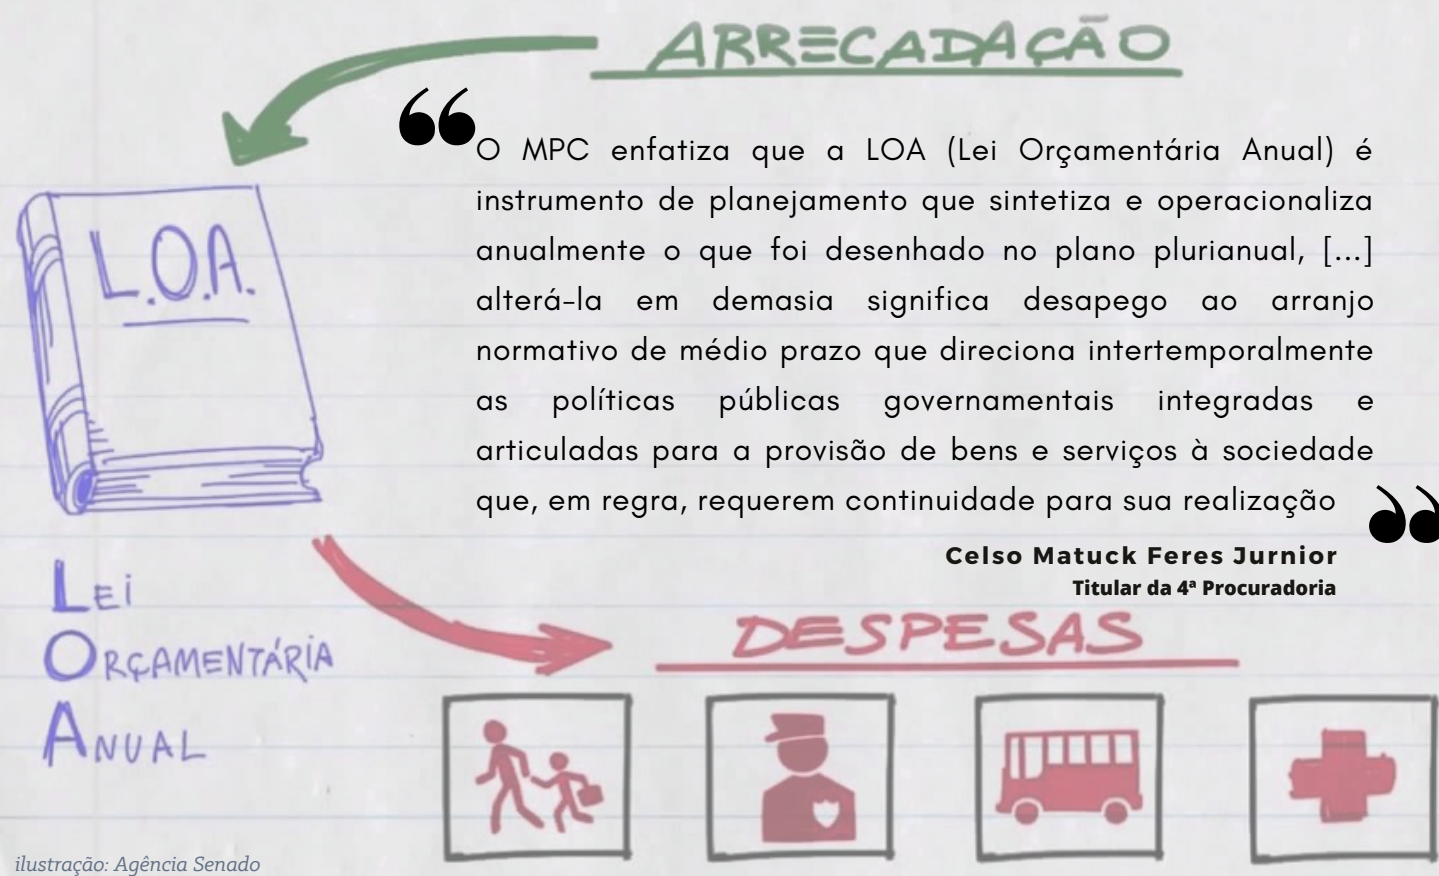 ARRECADAÇÃO
“O MPC enfatiza que a LOA (Lei Orçamentária Anual) é
instrumento de planejamento que sintetiza e operacionaliza
anualmente o que foi desenhado no plano plurianual, [...]
alterá-la em demasia significa desapego ao arranjo
normativo de médio prazo que direciona intertemporalmente
as políticas públicas governamentais integradas e
articuladas para a provisão de bens e serviços à sociedade
que, em regra, requerem continuidade para sua realização”
Celso Matuck Feres Jurnior
Titular da 4ª Procuradoria
L.O.A.
LEi
ORÇAMENTÁRiA
ANUAL
DESPESAS
ilustração: Agência Senado